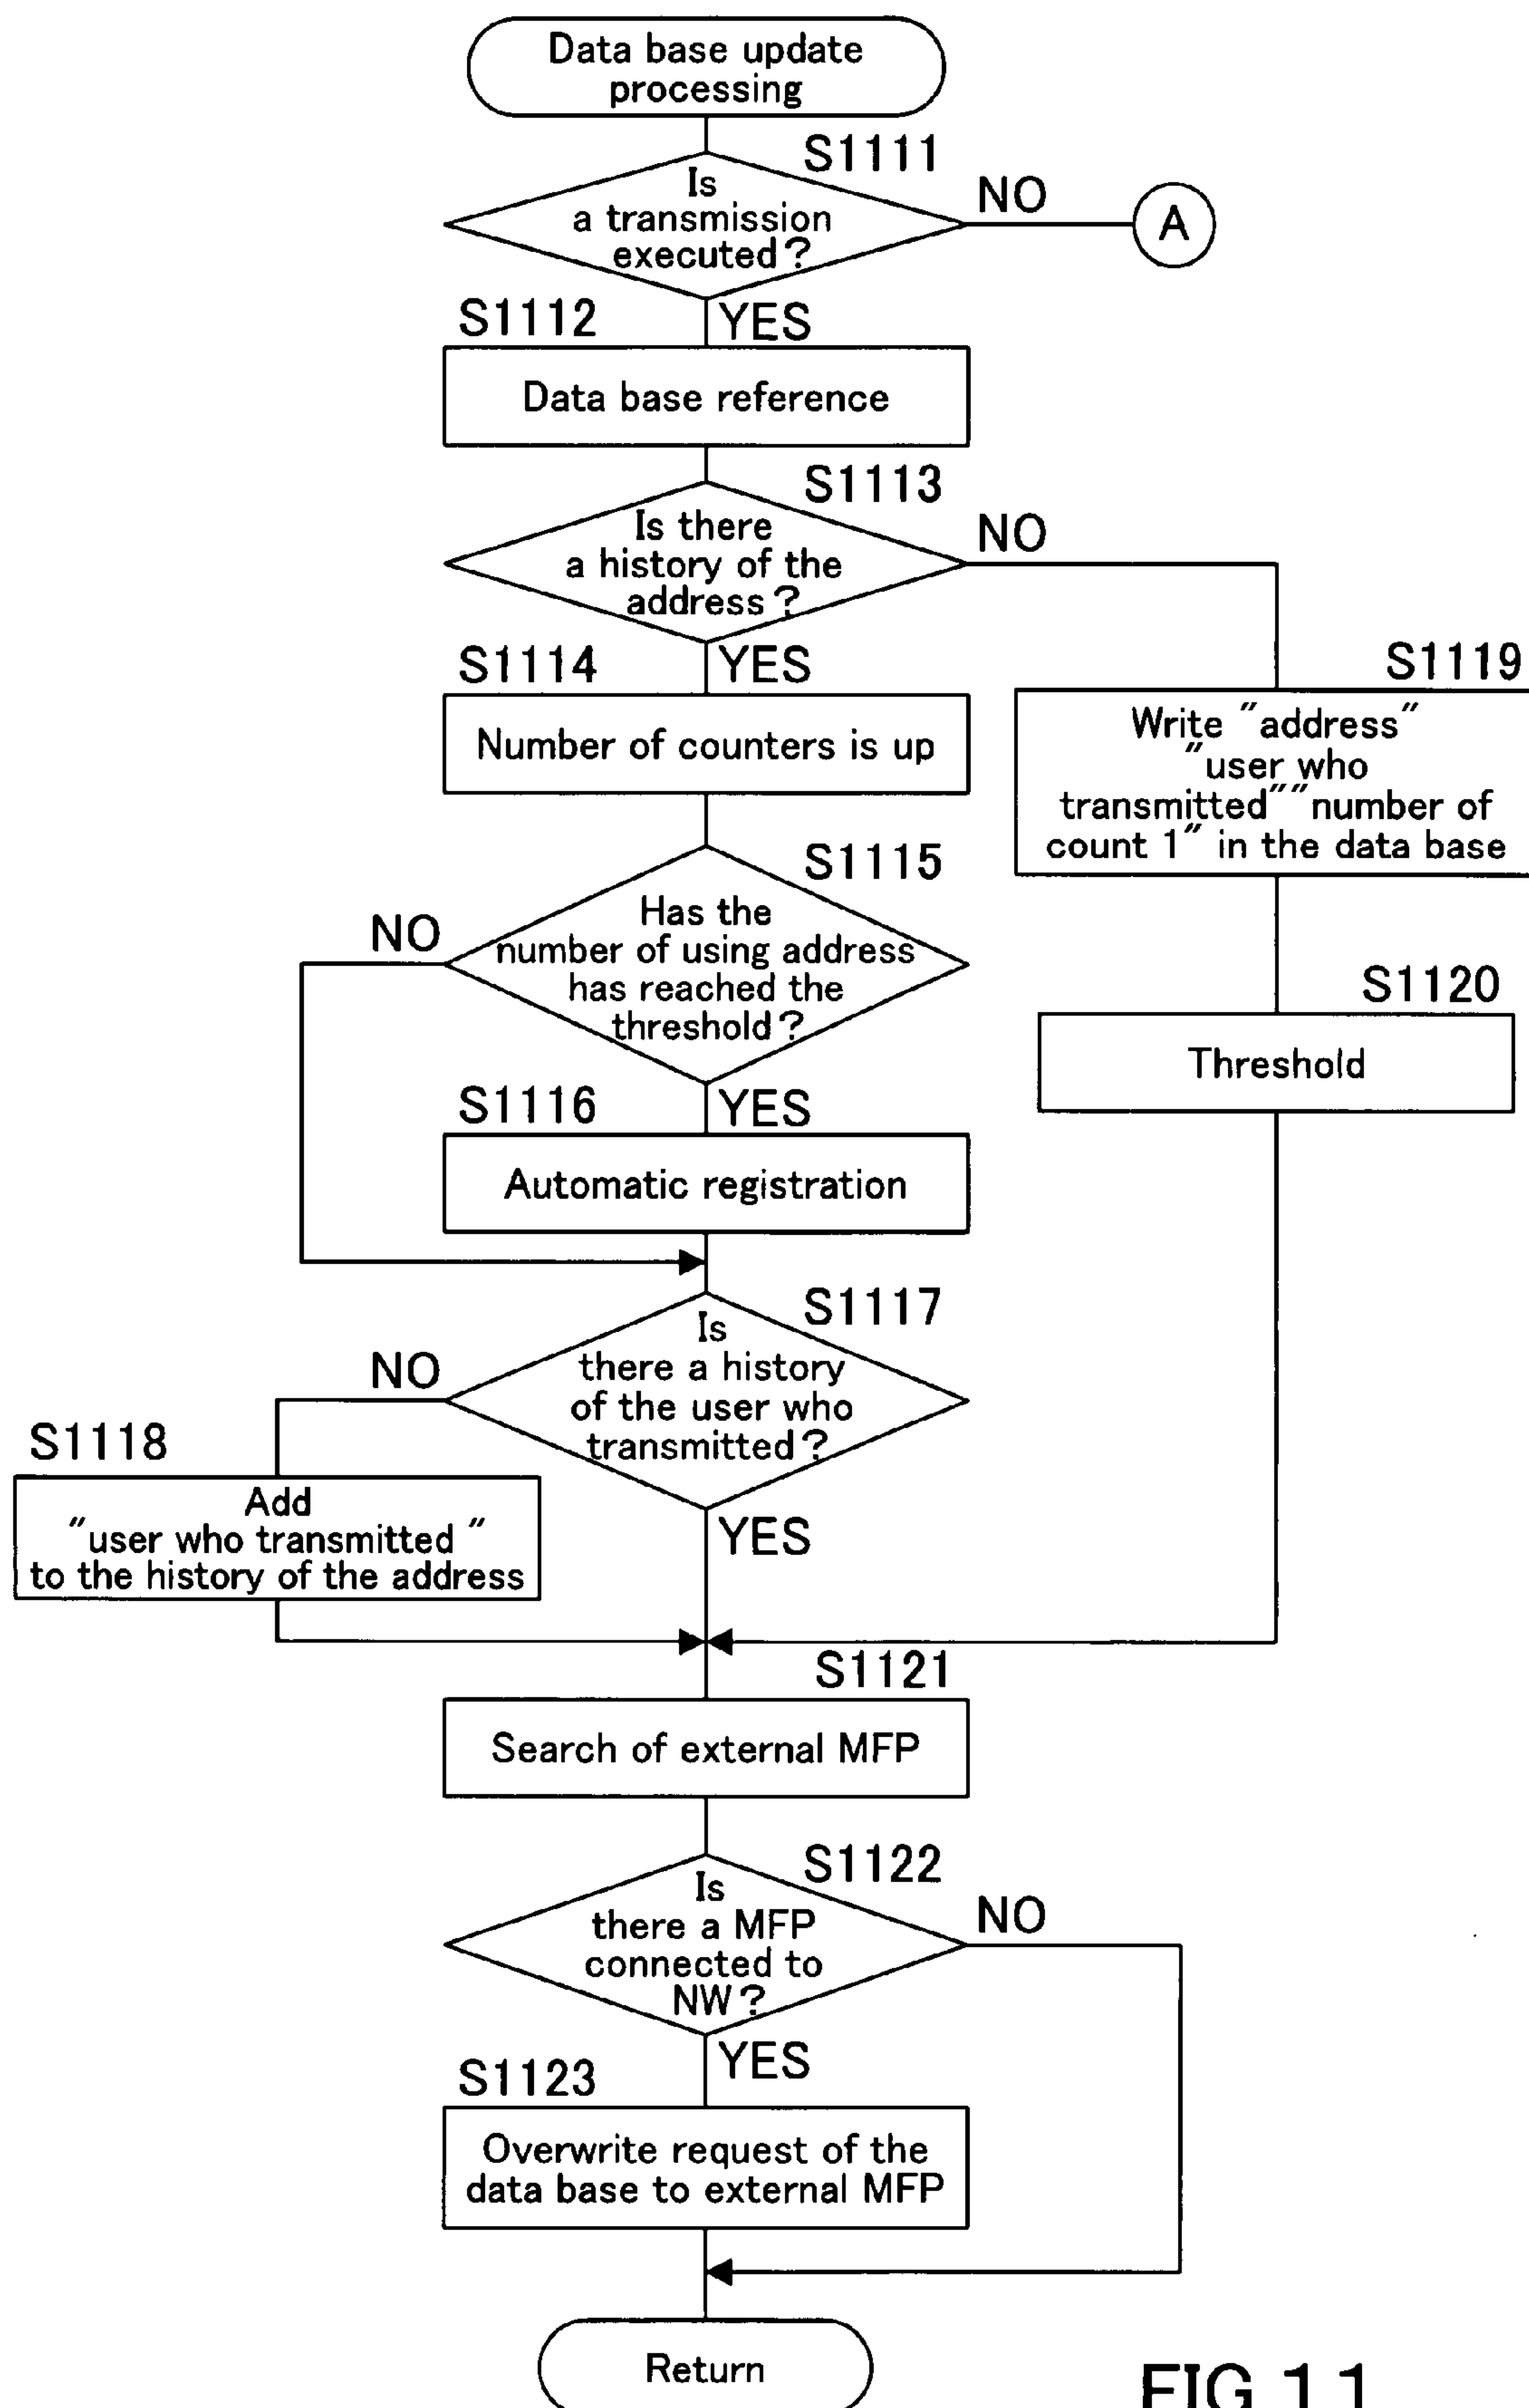 Data base update
processing
S1111
Is
a transmission
executed?
NO
A
S1112
YES
Data base reference
S1113
Is there
a history of the
address?
NO
S1114
YES
Number of counters is up
S1119
Write "address"
"user who
transmitted""number of
count 1" in the data base
S1115
Has the
number of using address
has reached the
threshold?
NO
S1120
Threshold
S1116
YES
Automatic registration
S1117
Is
there a history
of the user who
transmitted?
NO
S1118
Add
"user who transmitted "
to the history of the address
YES
S1121
Search of external MFP
S1122
Is
there a MFP
connected to
NW?
NO
YES
S1123
Overwrite request of the
data base to external MFP
Return
FIG.11